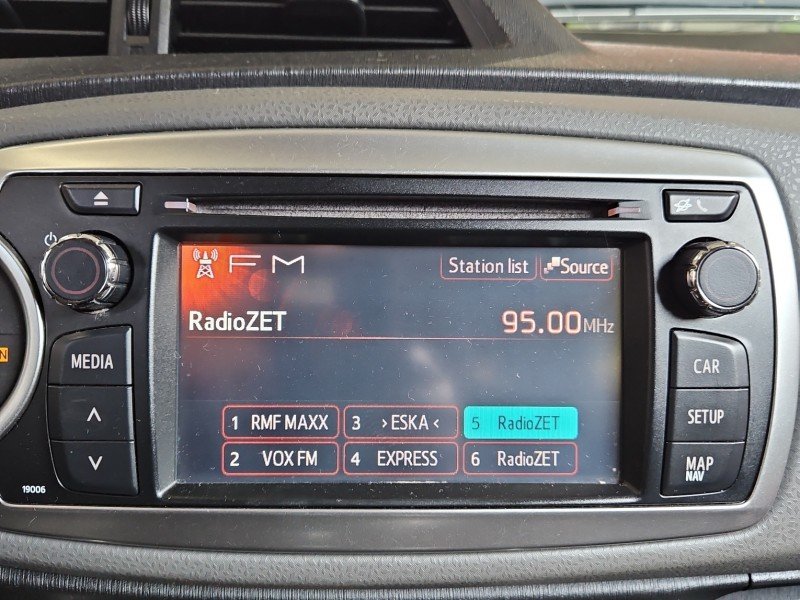 FM
Station list
Source
RadioZET
95.00MHz
1 RMF MAXX
3 >ESKA<
5 RadioZET
2 VOX FM
4 EXPRESS
6 RadioZET
MEDIA
19006
CAR
SETUP
MAP
NAV